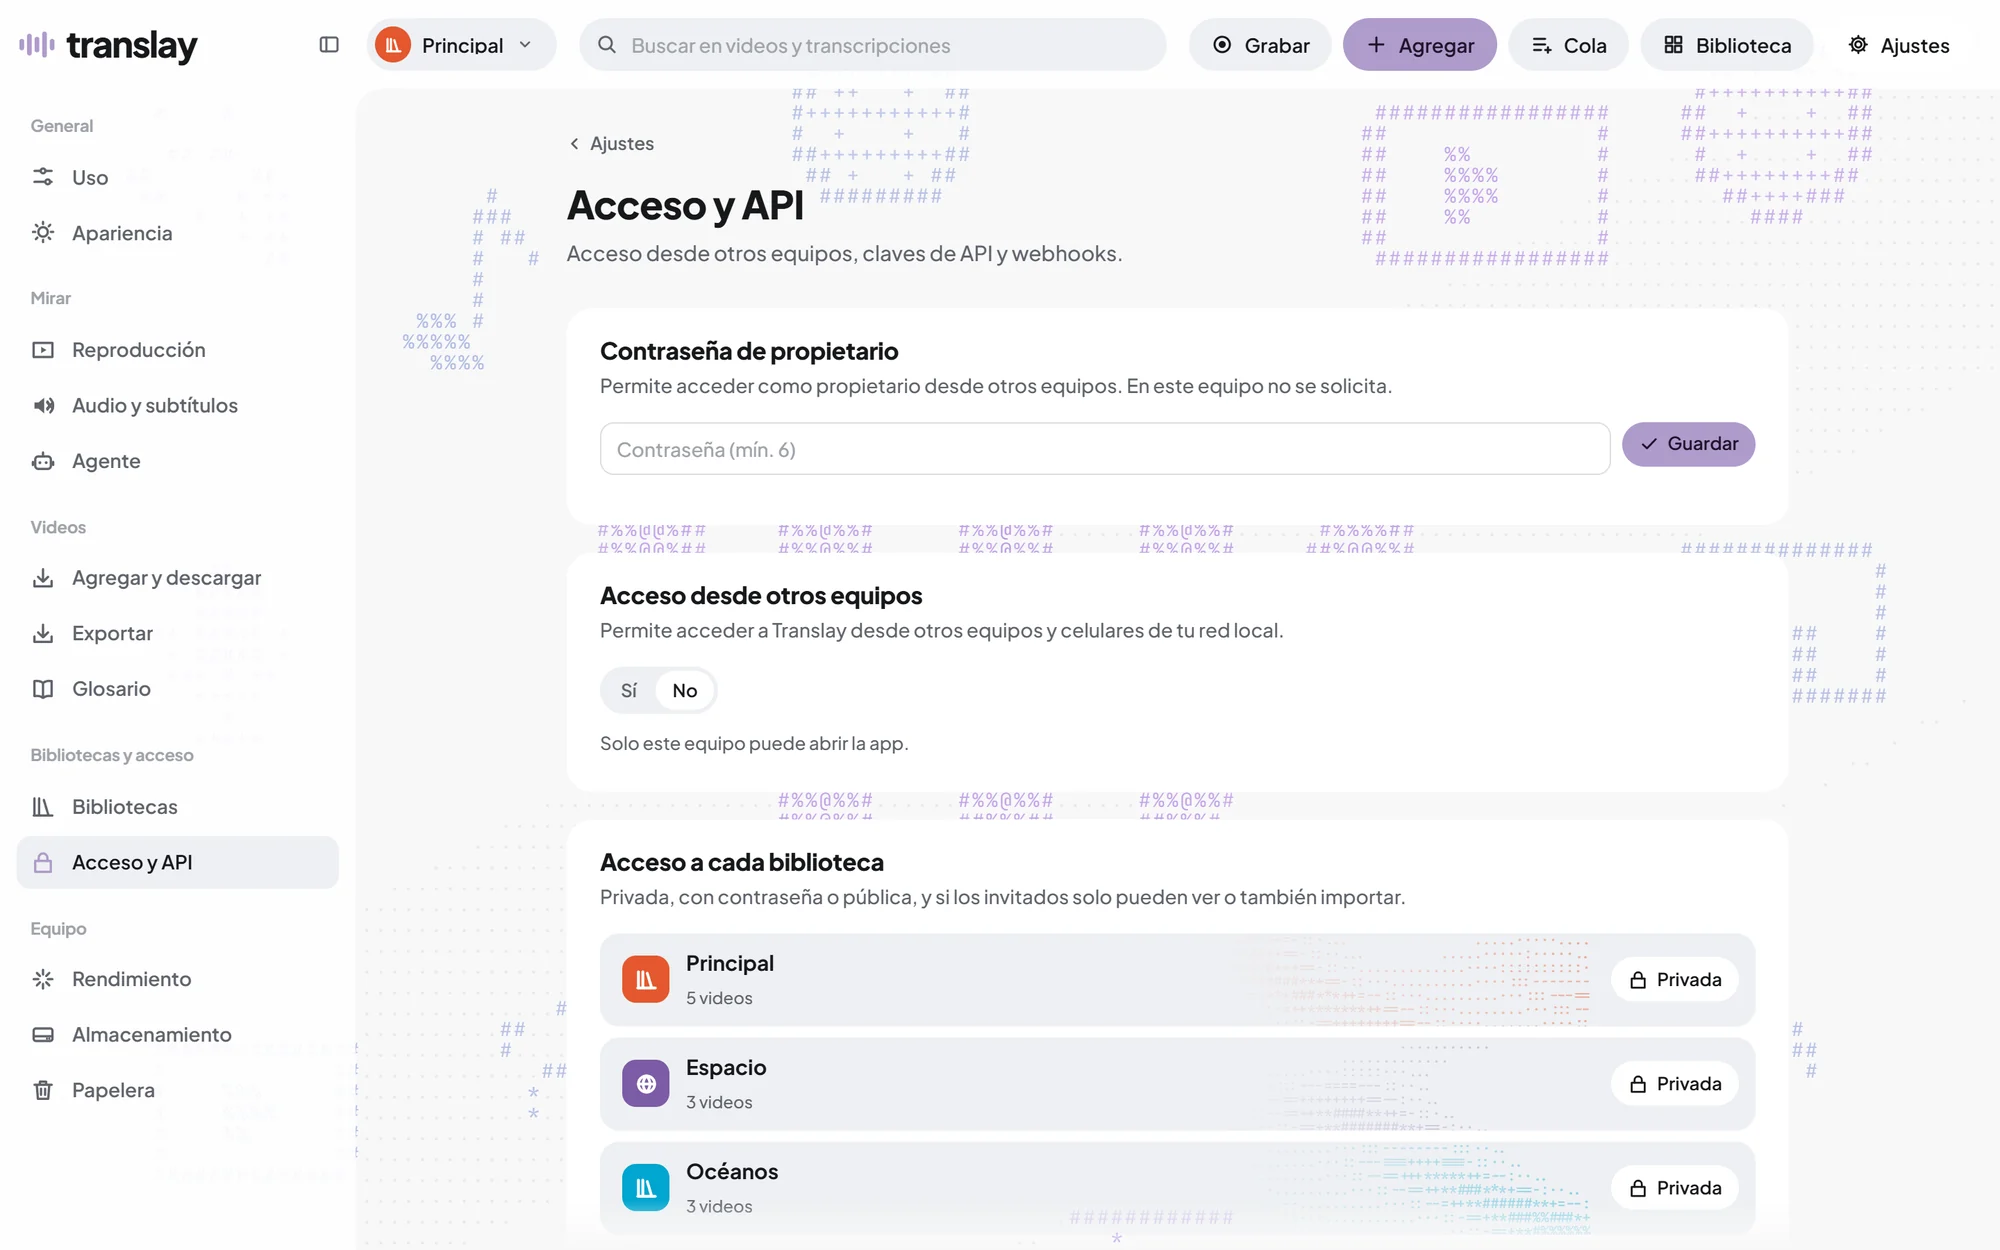 translay
Principal
Buscar en videos y transcripciones
Grabar
Agregar
Cola
Biblioteca
Ajustes
General
Uso
Apariencia
Mirar
Reproducción
Audio y subtítulos
Agente
Videos
Agregar y descargar
Exportar
Glosario
Bibliotecas y acceso
Bibliotecas
Acceso y API
Equipo
Rendimiento
Almacenamiento
Papelera
Ajustes
Acceso y API
Acceso desde otros equipos, claves de API y webhooks.
Contraseña de propietario
Permite acceder como propietario desde otros equipos. En este equipo no se solicita.
Contraseña (mín. 6)
Guardar
Acceso desde otros equipos
Permite acceder a Translay desde otros equipos y celulares de tu red local.
Sí
No
Solo este equipo puede abrir la app.
Acceso a cada biblioteca
Privada, con contraseña o pública, y si los invitados solo pueden ver o también importar.
Principal
5 videos
Privada
Espacio
3 videos
Privada
Océanos
3 videos
Privada